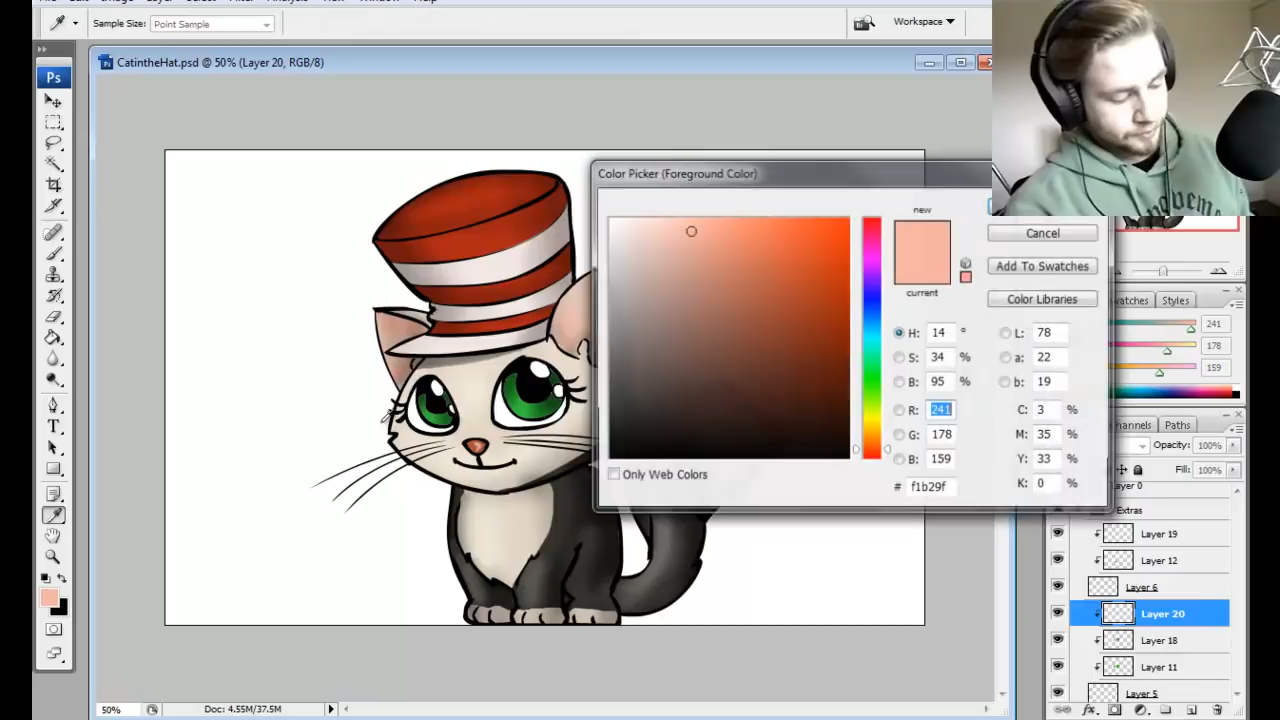 Sample Size: Point Sample
Workspace
Ps
CatintheHat.psd @ 50% (Layer 20, RGB/8)
Color Picker (Foreground Color)
new
current
Cancel
Add To Swatches
Color Libraries
H: 14 °
L: 78
S: 34 %
a: 22
B: 95 %
b: 19
R: 241
C: 3 %
G: 178
M: 35 %
B: 159
Y: 33 %
# f1b29f
K: 0 %
Only Web Colors
Styles
241
178
159
Paths
Opacity: 100%
Fill: 100%
Layer 0
Extras
Layer 19
Layer 12
Layer 6
Layer 20
Layer 18
Layer 11
Layer 5
50%
Doc: 4.55M/37.5M